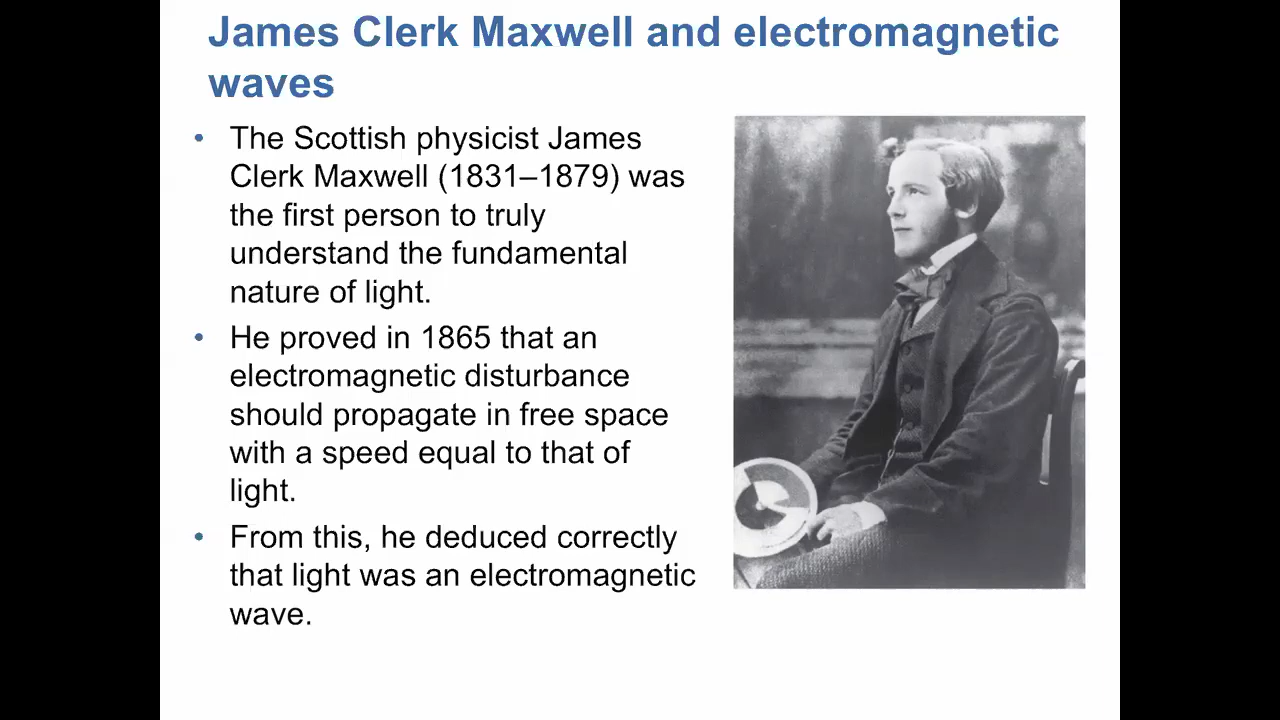 James Clerk Maxwell and electromagnetic
waves
• The Scottish physicist James
Clerk Maxwell (1831–1879) was
the first person to truly
understand the fundamental
nature of light.
• He proved in 1865 that an
electromagnetic disturbance
should propagate in free space
with a speed equal to that of
light.
• From this, he deduced correctly
that light was an electromagnetic
wave.